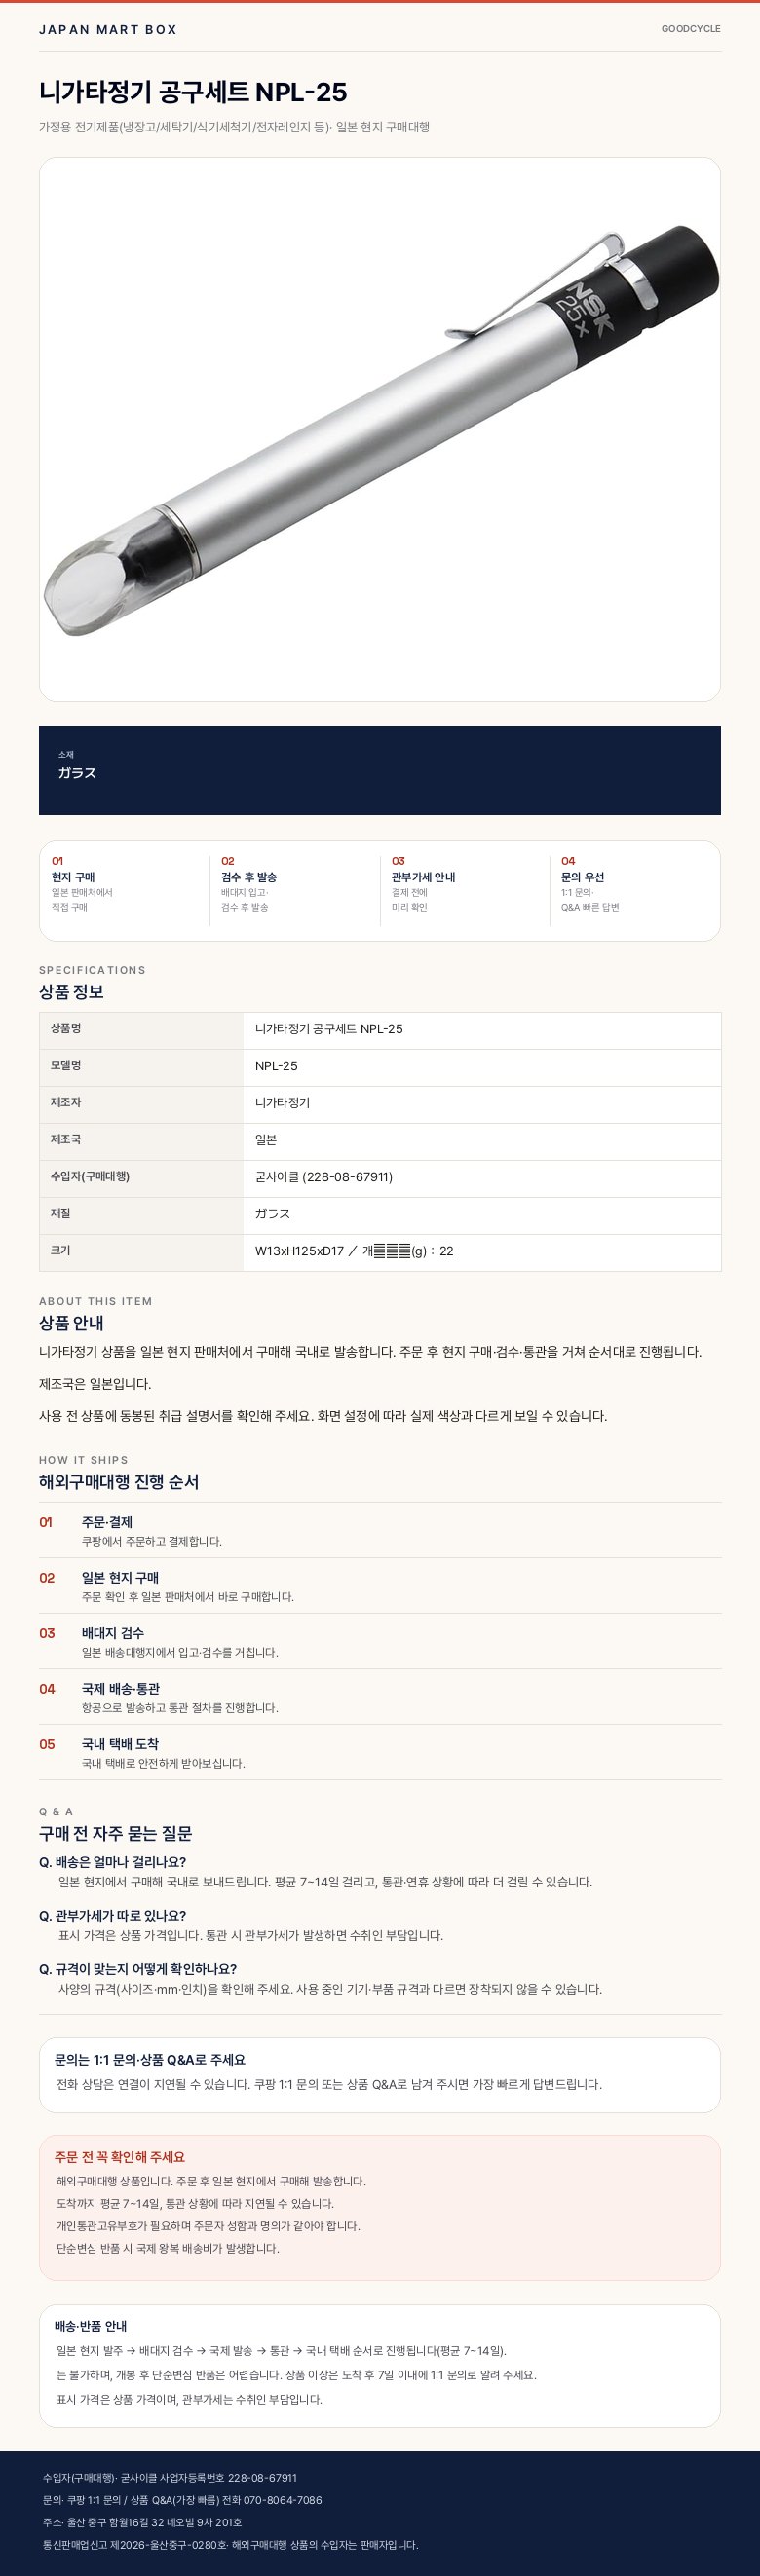 JAPAN MART BOX
GOODCYCLE
니가타정기 공구세트 NPL-25
가정용 전기제품(냉장고/세탁기/식기세척기/전자레인지 등)· 일본 현지 구매대행
NSK
25×
소재
ガラス
01
현지 구매
일본 판매처에서
직접 구매
02
검수 후 발송
배대지 입고·
검수 후 발송
03
관부가세 안내
결제 전에
미리 확인
04
문의 우선
1:1 문의·
Q&A 빠른 답변
SPECIFICATIONS
상품 정보
상품명 니가타정기 공구세트 NPL-25
모델명 NPL-25
제조자 니가타정기
제조국 일본
수입자(구매대행) 굳사이클 (228-08-67911)
재질 ガラス
크기 W13xH125xD17 ／ 개(g)：22
ABOUT THIS ITEM
상품 안내
니가타정기 상품을 일본 현지 판매처에서 구매해 국내로 발송합니다. 주문 후 현지 구매·검수·통관을 거쳐 순서대로 진행됩니다.
제조국은 일본입니다.
사용 전 상품에 동봉된 취급 설명서를 확인해 주세요. 화면 설정에 따라 실제 색상과 다르게 보일 수 있습니다.
HOW IT SHIPS
해외구매대행 진행 순서
01 주문·결제
쿠팡에서 주문하고 결제합니다.
02 일본 현지 구매
주문 확인 후 일본 판매처에서 바로 구매합니다.
03 배대지 검수
일본 배송대행지에서 입고·검수를 거칩니다.
04 국제 배송·통관
항공으로 발송하고 통관 절차를 진행합니다.
05 국내 택배 도착
국내 택배로 안전하게 받아보십니다.
Q & A
구매 전 자주 묻는 질문
Q. 배송은 얼마나 걸리나요?
일본 현지에서 구매해 국내로 보내드립니다. 평균 7~14일 걸리고, 통관·연휴 상황에 따라 더 걸릴 수 있습니다.
Q. 관부가세가 따로 있나요?
표시 가격은 상품 가격입니다. 통관 시 관부가세가 발생하면 수취인 부담입니다.
Q. 규격이 맞는지 어떻게 확인하나요?
사양의 규격(사이즈·mm·인치)을 확인해 주세요. 사용 중인 기기·부품 규격과 다르면 장착되지 않을 수 있습니다.
문의는 1:1 문의·상품 Q&A로 주세요
전화 상담은 연결이 지연될 수 있습니다. 쿠팡 1:1 문의 또는 상품 Q&A로 남겨 주시면 가장 빠르게 답변드립니다.
주문 전 꼭 확인해 주세요
해외구매대행 상품입니다. 주문 후 일본 현지에서 구매해 발송합니다.
도착까지 평균 7~14일, 통관 상황에 따라 지연될 수 있습니다.
개인통관고유부호가 필요하며 주문자 성함과 명의가 같아야 합니다.
단순변심 반품 시 국제 왕복 배송비가 발생합니다.
배송·반품 안내
일본 현지 발주 → 배대지 검수 → 국제 발송 → 통관 → 국내 택배 순서로 진행됩니다(평균 7~14일).
는 불가하며, 개봉 후 단순변심 반품은 어렵습니다. 상품 이상은 도착 후 7일 이내에 1:1 문의로 알려 주세요.
표시 가격은 상품 가격이며, 관부가세는 수취인 부담입니다.
수입자(구매대행)· 굳사이클 사업자등록번호 228-08-67911
문의· 쿠팡 1:1 문의 / 상품 Q&A(가장 빠름) 전화 070-8064-7086
주소· 울산 중구 함월16길 32 네오빌 9차 201호
통신판매업신고 제2026-울산중구-0280호· 해외구매대행 상품의 수입자는 판매자입니다.